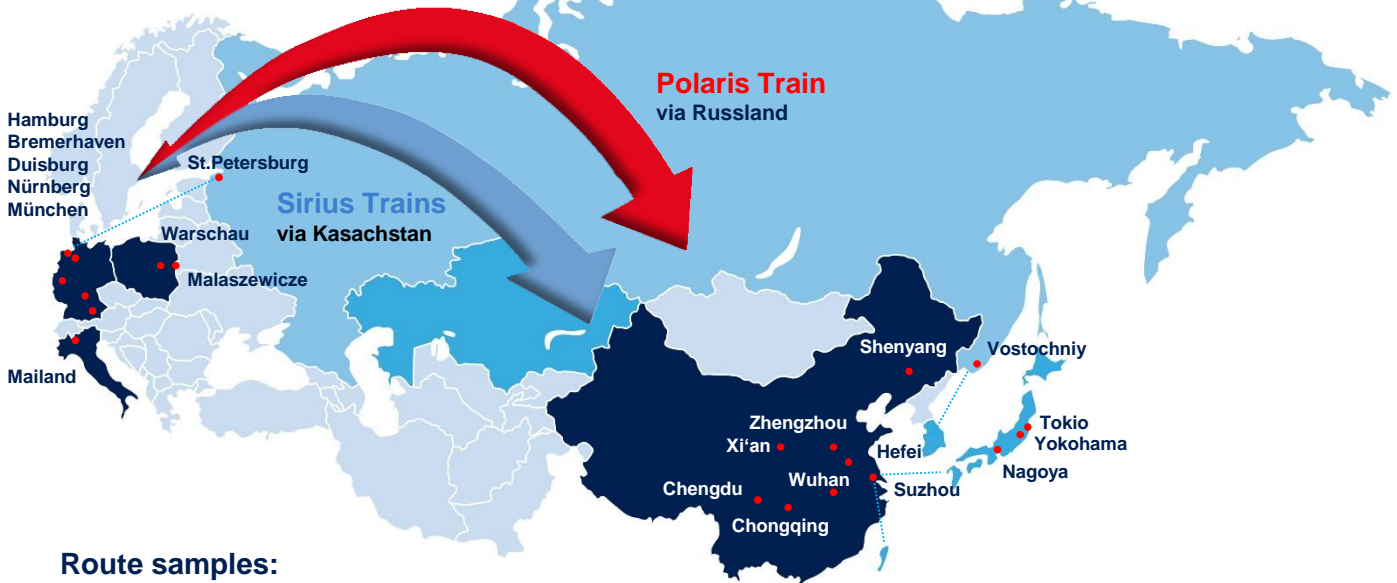 Polaris Train
via Russland
Hamburg
Bremerhaven
Duisburg
Nürnberg
München
St.Petersburg
Sirius Trains
via Kasachstan
Warschau
Malaszewicze
Mailand
Shenyang
Vostochniy
Zhengzhou
Xi‘an
Hefei
Tokio
Yokohama
Nagoya
Wuhan
Chengdu
Suzhou
Chongqing
Route samples: